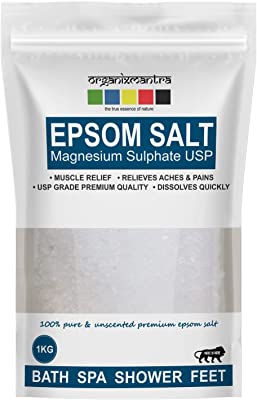 organixmantra
the true essence of nature
EPSOM SALT
Magnesium Sulphate USP
• MUSCLE RELIEF • RELIEVES ACHES & PAINS
• USP GRADE PREMIUM QUALITY • DISSOLVES QUICKLY
100% pure & unscented premium epsom salt
1KG
BATH SPA SHOWER FEET